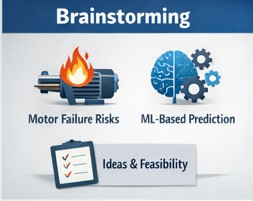 Brainstorming
Motor Failure Risks
ML-Based Prediction
Ideas & Feasibility